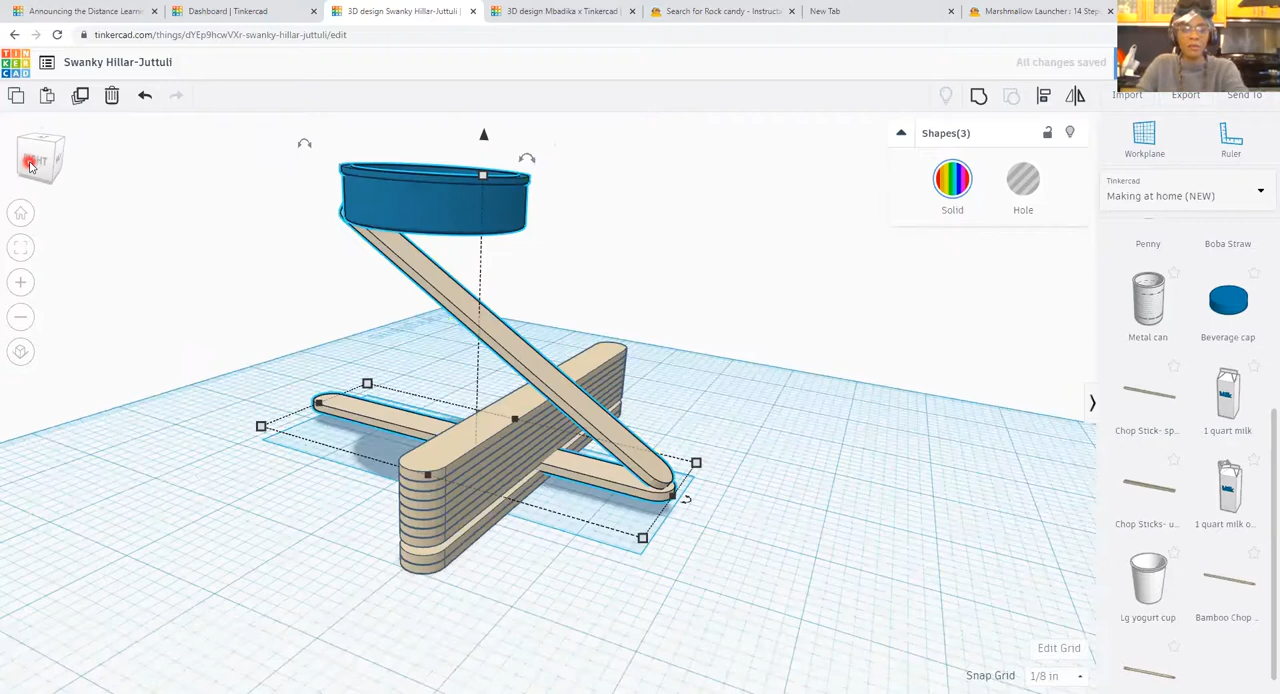 Announcing the Distance Learni
Dashboard | Tinkercad
3D design Swanky Hillar-Juttuli |
3D design Mbadika x Tinkercad |
Search for Rock candy - Instructa
New Tab
Marshmallow Launcher : 14 Steps
tinkercad.com/things/dYEp9hcwVXr-swanky-hillar-juttuli/edit
TIN
KER
CAD
Swanky Hillar-Juttuli
All changes saved
Import
Export
Send To
Shapes(3)
Solid
Hole
Workplane
Ruler
Tinkercad
Making at home (NEW)
Penny
Boba Straw
Metal can
Beverage cap
Chop Stick- sp...
1 quart milk
Chop Sticks- u...
1 quart milk o...
Lg yogurt cup
Bamboo Chop ...
Edit Grid
Snap Grid
1/8 in